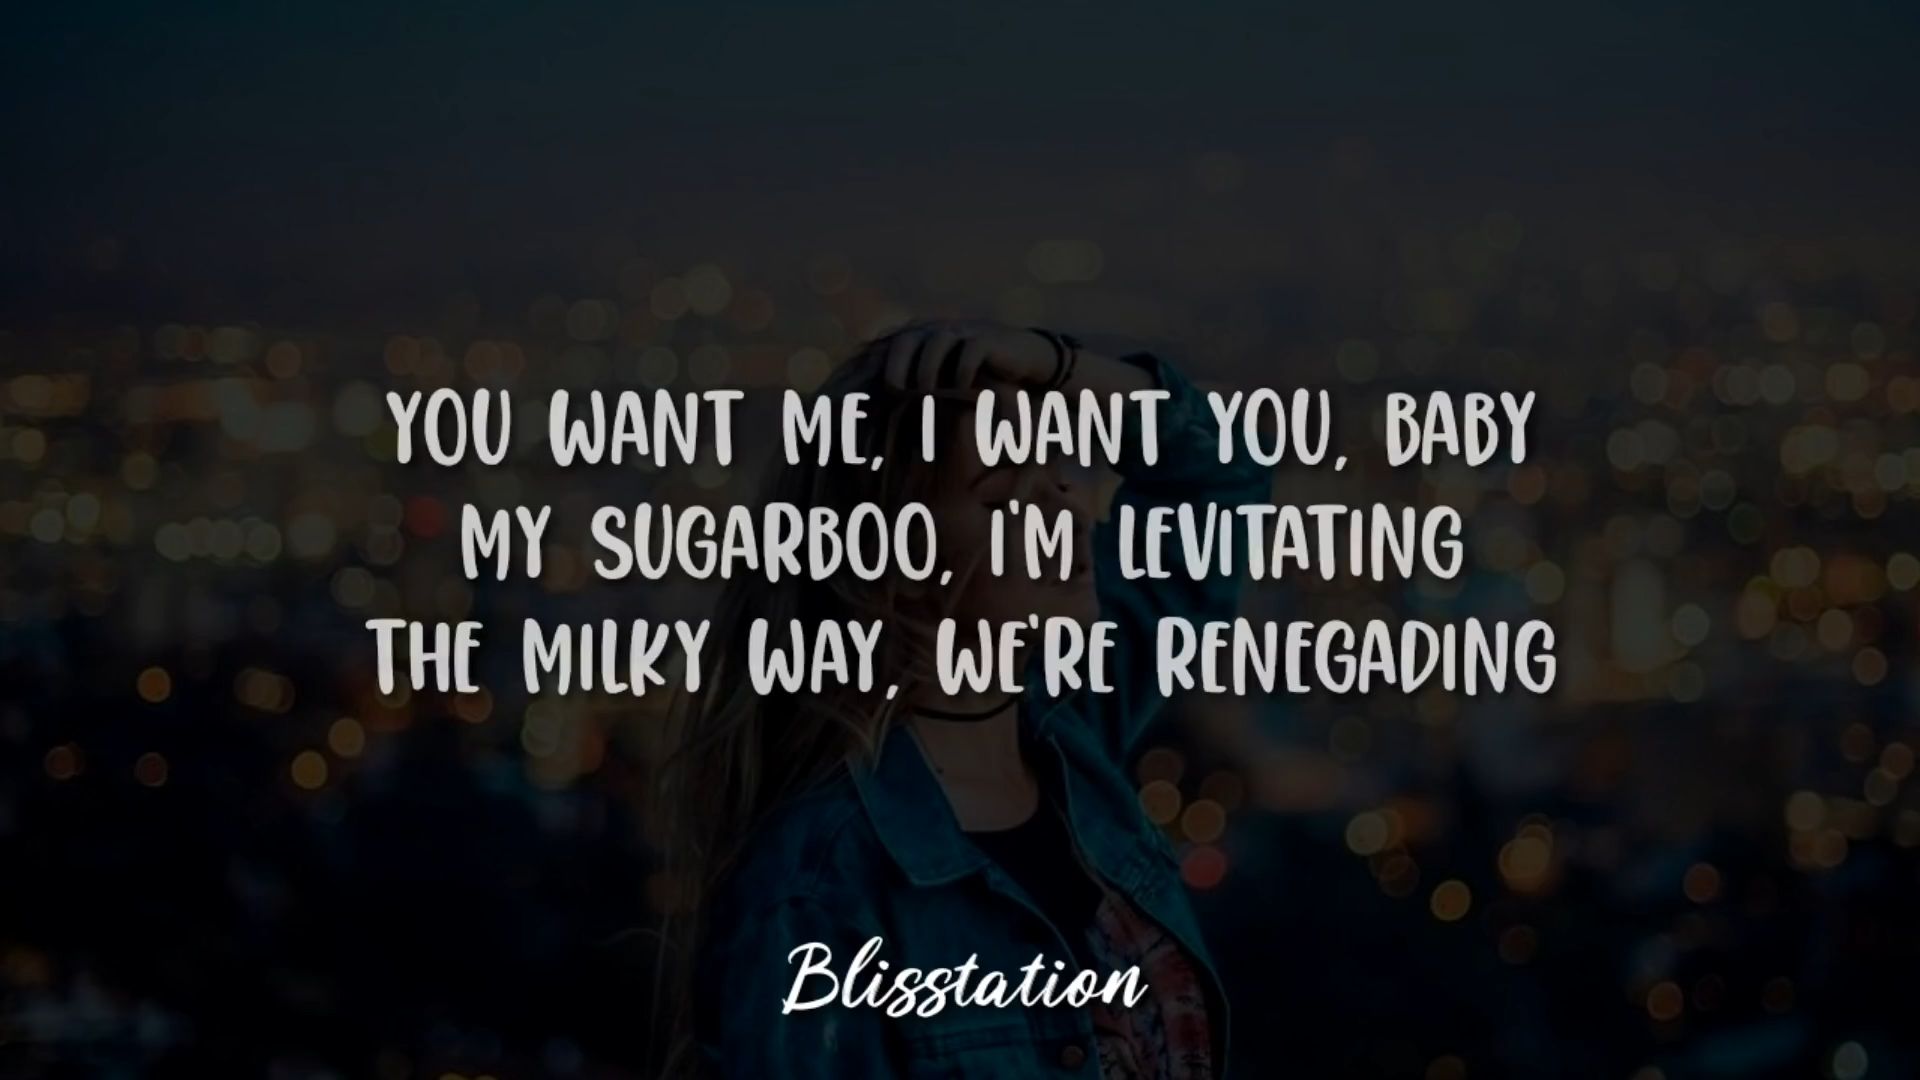 YOU WANT ME, I WANT YOU, BABY
MY SUGARBOO, I'M LEVITATING
THE MILKY WAY, WE'RE RENEGADING
Blisstation